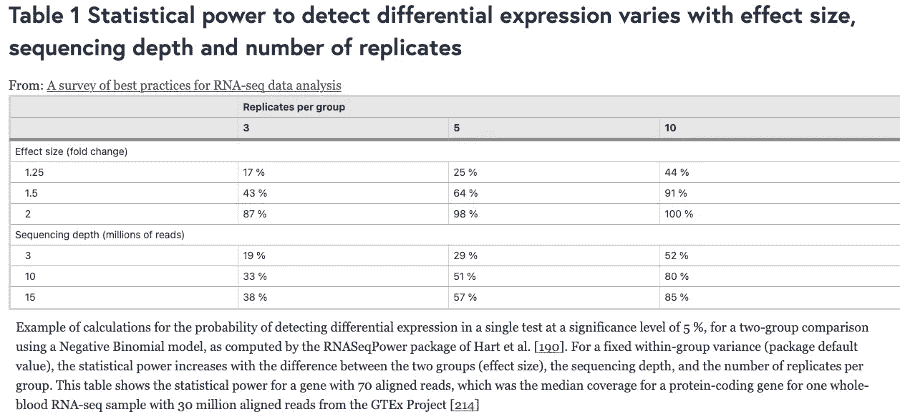 Table 1 Statistical power to detect differential expression varies with effect size,
sequencing depth and number of replicates
From: A survey of best practices for RNA-seq data analysis
Replicates per group
3 5 10
Effect size (fold change)
1.25 17 % 25 % 44 %
1.5 43 % 64 % 91 %
2 87 % 98 % 100 %
Sequencing depth (millions of reads)
3 19 % 29 % 52 %
10 33 % 51 % 80 %
15 38 % 57 % 85 %
Example of calculations for the probability of detecting differential expression in a single test at a significance level of 5 %, for a two-group comparison
using a Negative Binomial model, as computed by the RNASeqPower package of Hart et al. [190]. For a fixed within-group variance (package default
value), the statistical power increases with the difference between the two groups (effect size), the sequencing depth, and the number of replicates per
group. This table shows the statistical power for a gene with 70 aligned reads, which was the median coverage for a protein-coding gene for one whole-
blood RNA-seq sample with 30 million aligned reads from the GTEx Project [214]